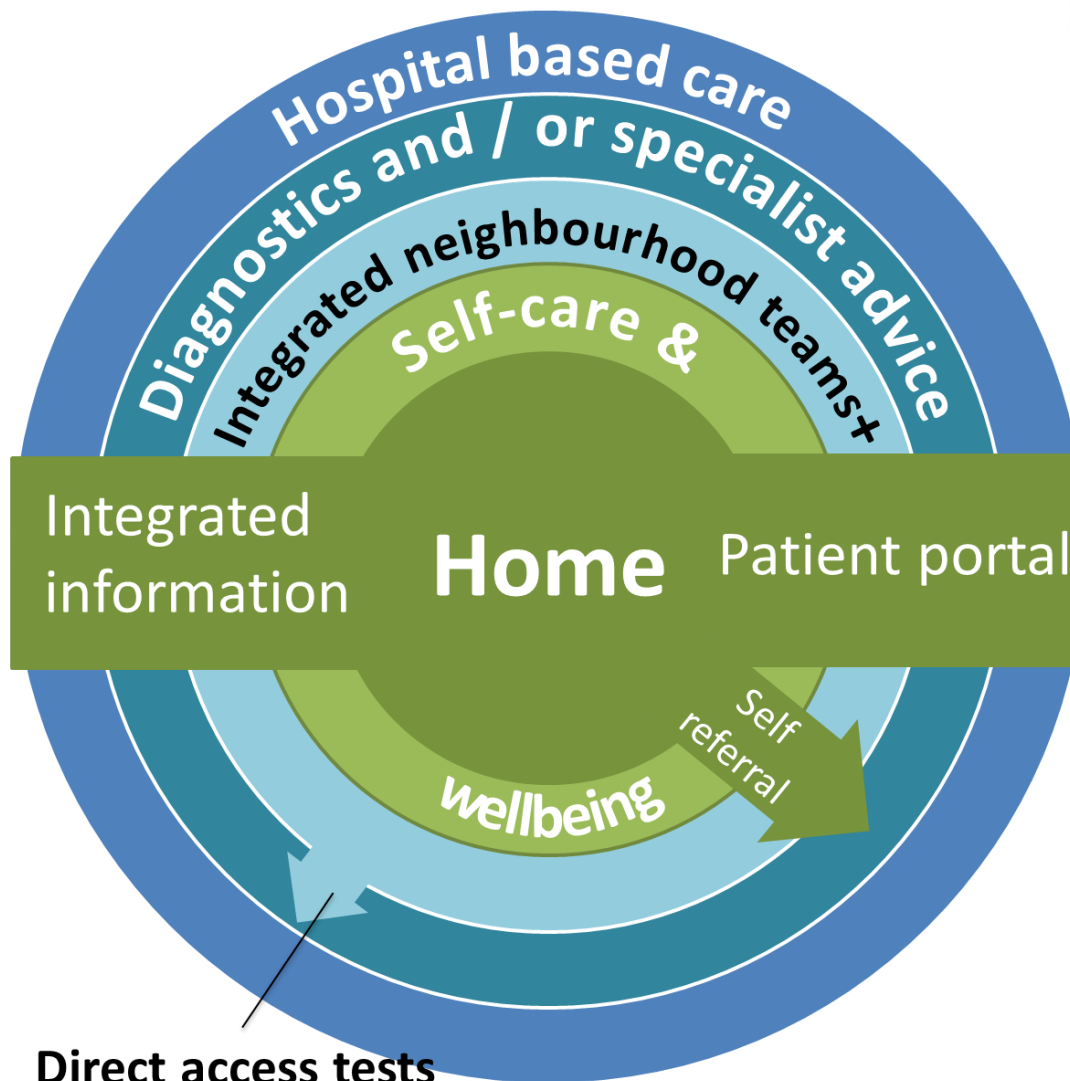 Hospital based care
Diagnostics and / or specialist advice
Integrated neighbourhood teams+
Self-care &
Integrated
information
Home
Patient portal
Self
referral
wellbeing
Direct access tests